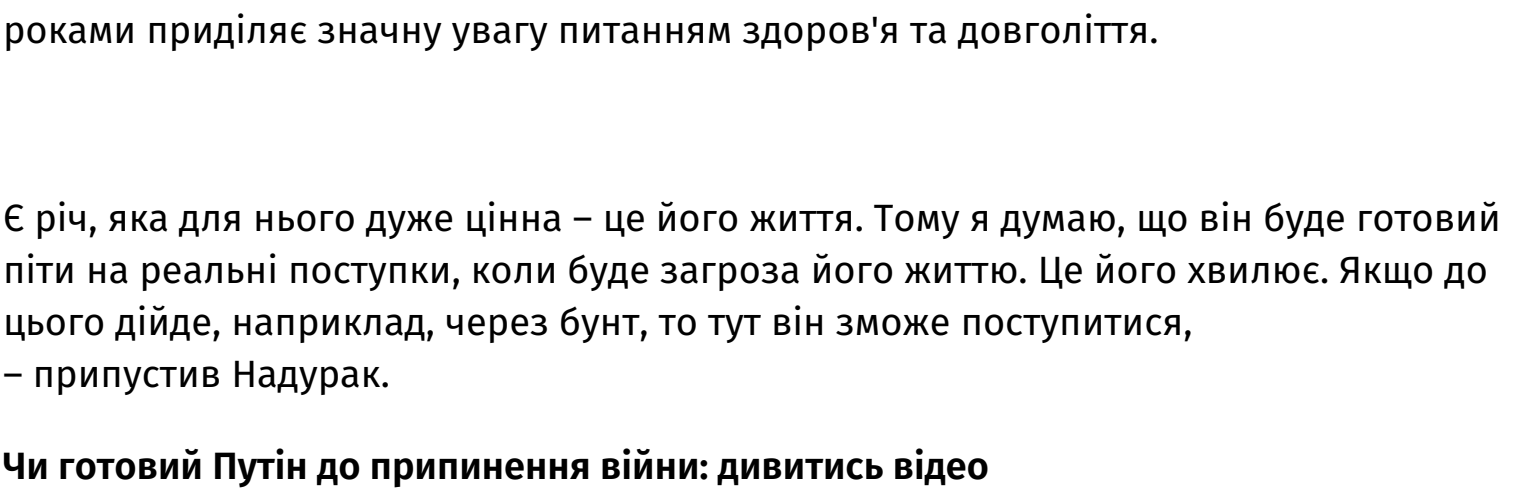 роками приділяє значну увагу питанням здоров'я та довголіття.
Є річ, яка для нього дуже цінна – це його життя. Тому я думаю, що він буде готовий
піти на реальні поступки, коли буде загроза його життю. Це його хвилює. Якщо до
цього дійде, наприклад, через бунт, то тут він зможе поступитися,
– припустив Надурак.
Чи готовий Путін до припинення війни: дивитись відео